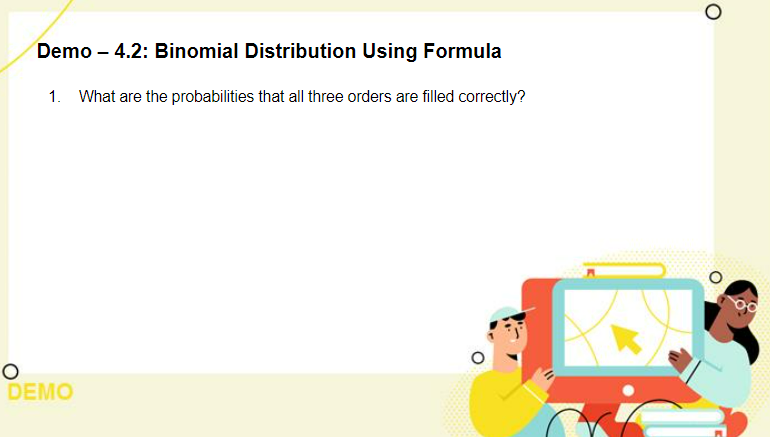 Demo – 4.2: Binomial Distribution Using Formula
1. What are the probabilities that all three orders are filled correctly?
DEMO